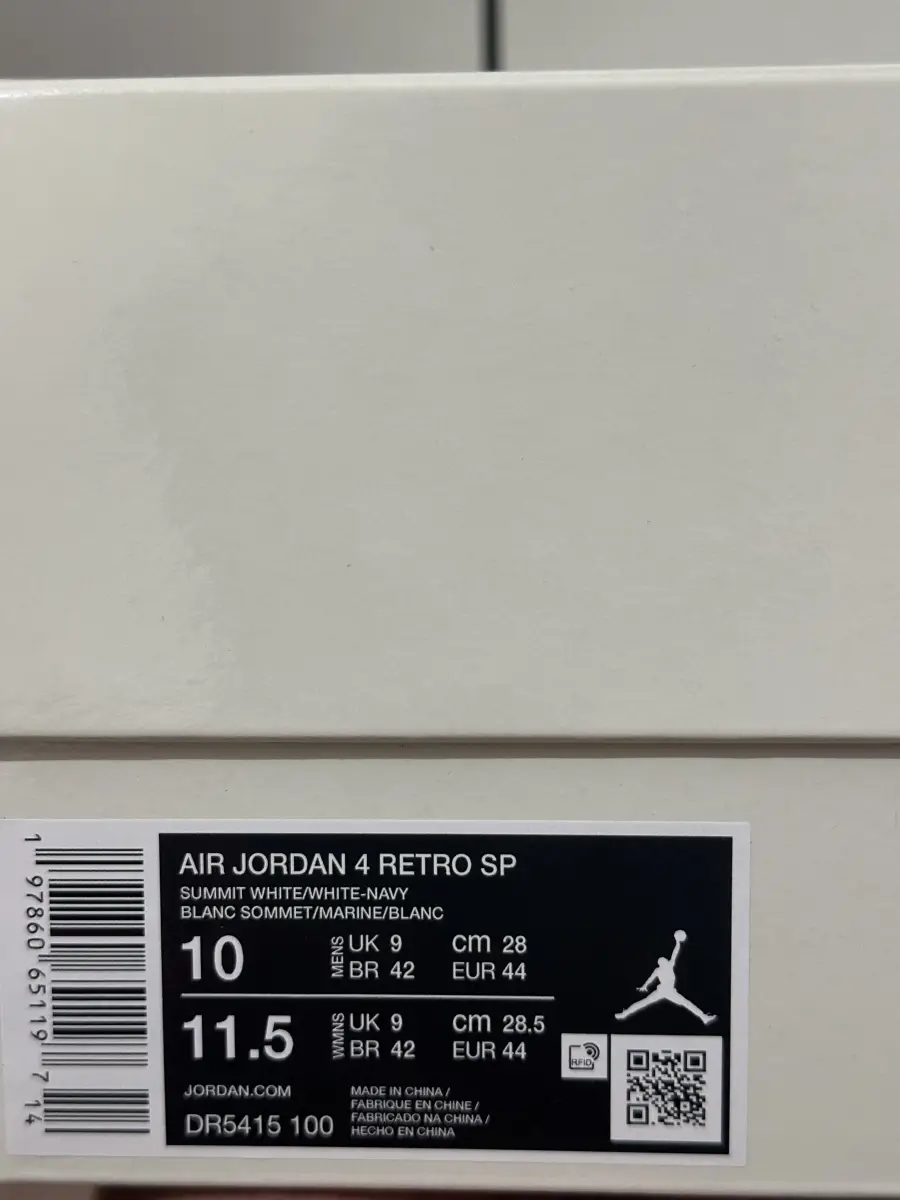 AIR JORDAN 4 RETRO SP
SUMMIT WHITE/WHITE-NAVY
BLANC SOMMET/MARINE/BLANC
10 MENS UK 9 cm 28
BR 42 EUR 44
11.5 WMNS UK 9 cm 28.5
BR 42 EUR 44
JORDAN.COM
DR5415 100
MADE IN CHINA /
FABRIQUE EN CHINE /
FABRICADO NA CHINA /
HECHO EN CHINA
RFID
1 97860 65119 7 14